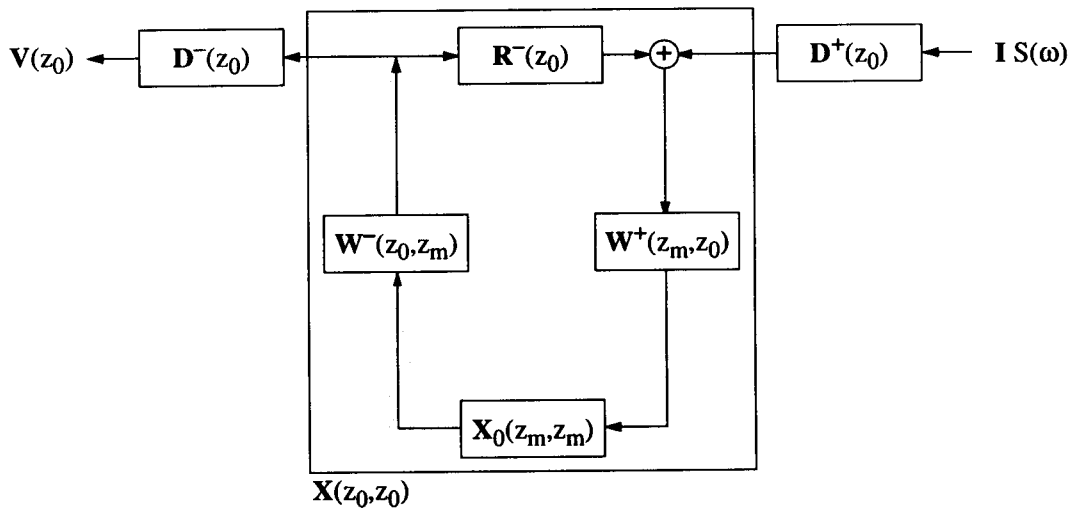 V(z₀)
D⁻(z₀)
R⁻(z₀)
+
D⁺(z₀)
I S(ω)
W⁻(z₀,zₘ)
W⁺(zₘ,z₀)
X₀(zₘ,zₘ)
X(z₀,z₀)